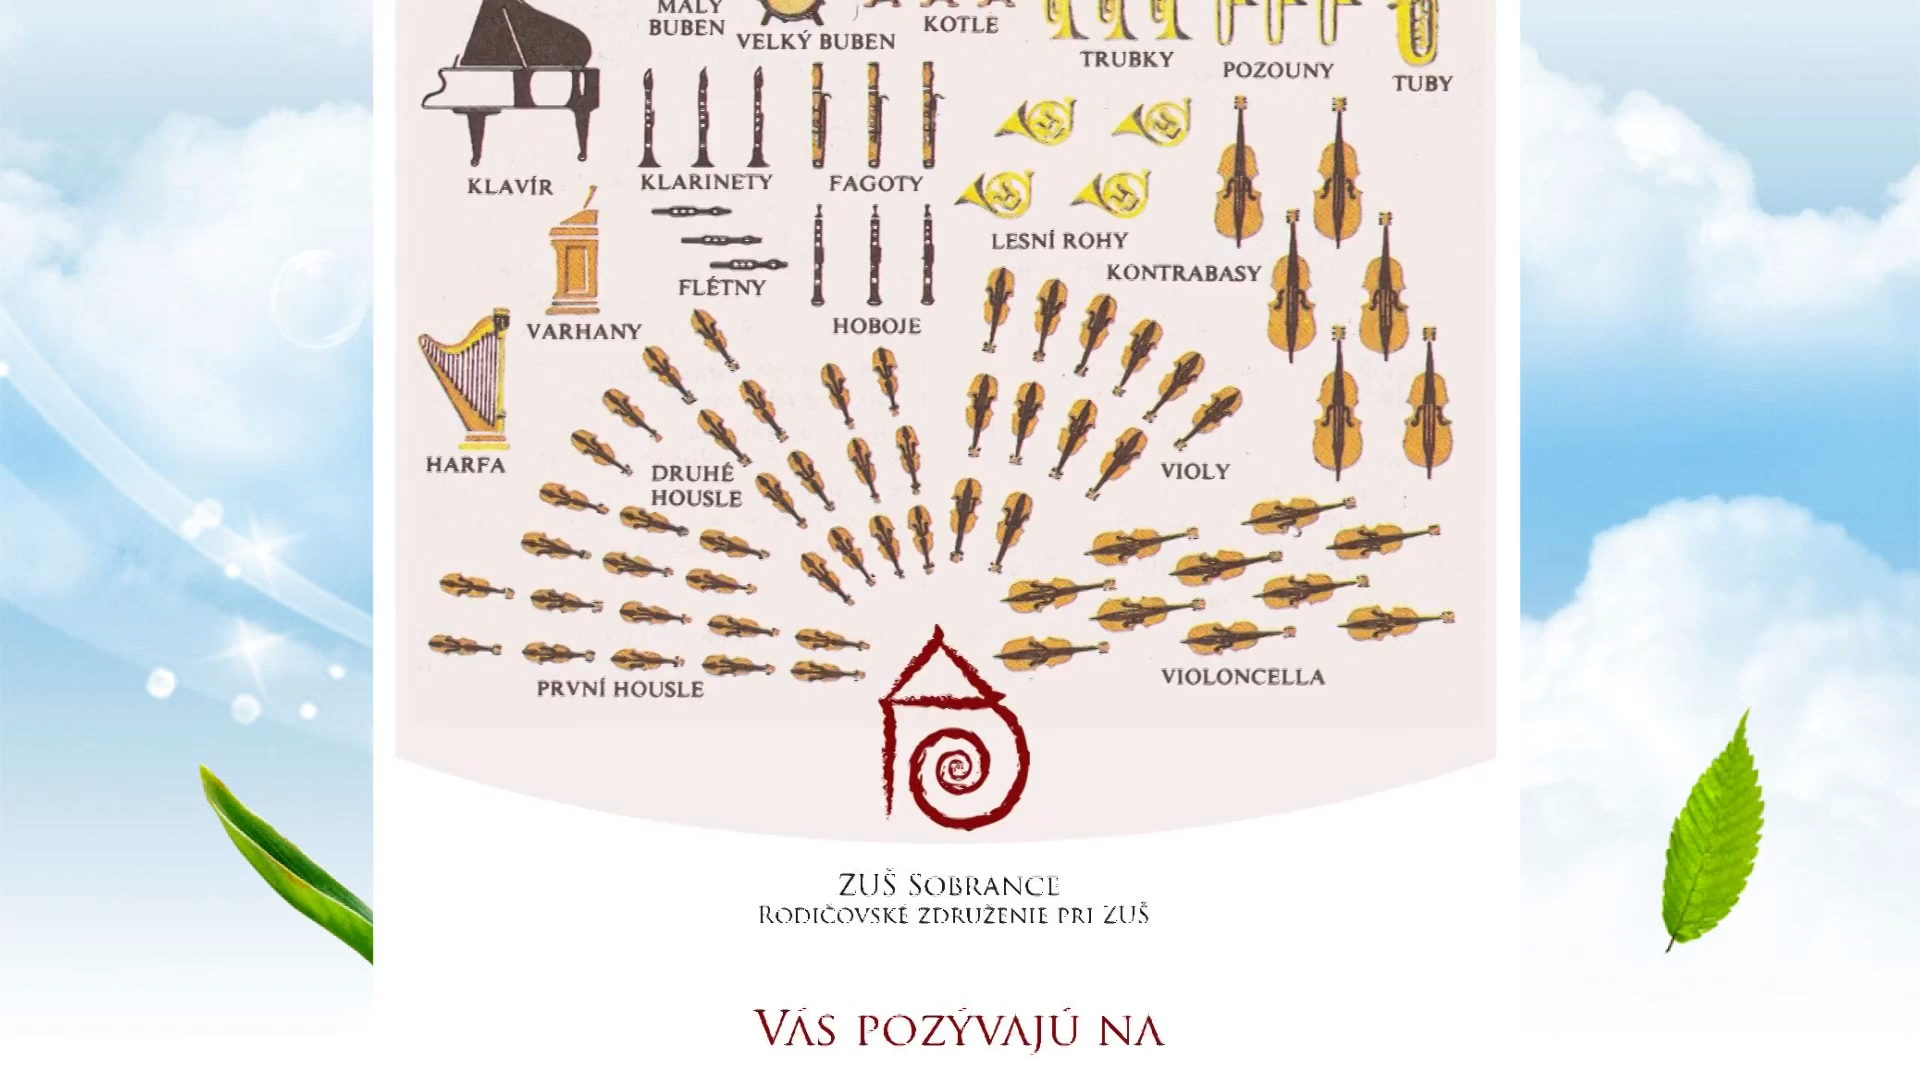 MALÝ
BUBEN
VELKÝ BUBEN
KOTLE
TRUBKY
POZOUNY
TUBY
KLAVÍR
KLARINETY
FAGOTY
LESNÍ ROHY
KONTRABASY
FLÉTNY
VARHANY
HOBOJE
HARFA
DRUHÉ
HOUSLE
VIOLY
PRVNÍ HOUSLE
VIOLONCELLA
ZUŠ SOBRANCE
RODIČOVSKÉ ZDRUŽENIE PRI ZUŠ
VÁS POZÝVAJÚ NA